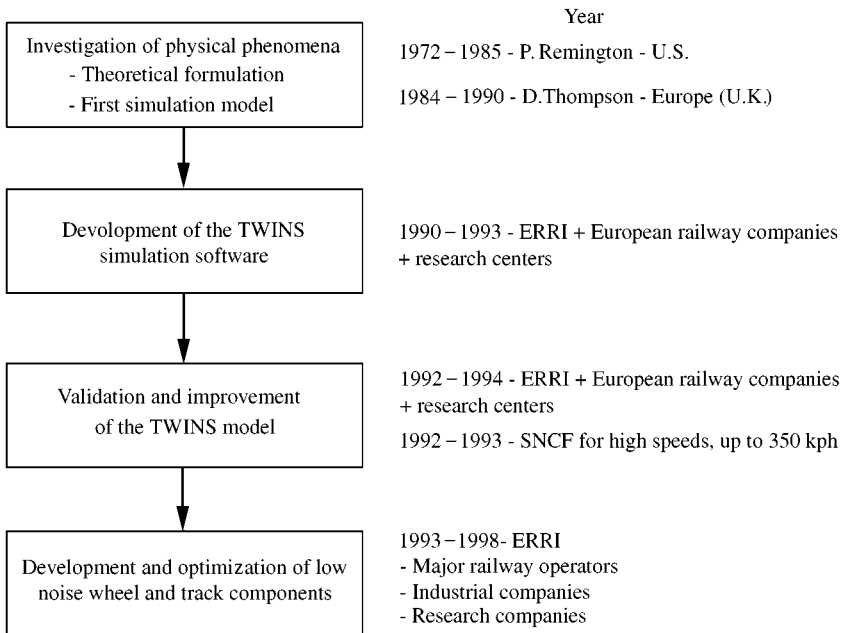 Year
Investigation of physical phenomena
- Theoretical formulation
- First simulation model
1972 – 1985 - P. Remington - U.S.
1984 – 1990 - D.Thompson - Europe (U.K.)
Devolopment of the TWINS
simulation software
1990 – 1993 - ERRI + European railway companies
+ research centers
Validation and improvement
of the TWINS model
1992 – 1994 - ERRI + European railway companies
+ research centers
1992 – 1993 - SNCF for high speeds, up to 350 kph
Development and optimization of low
noise wheel and track components
1993 – 1998- ERRI
- Major railway operators
- Industrial companies
- Research companies